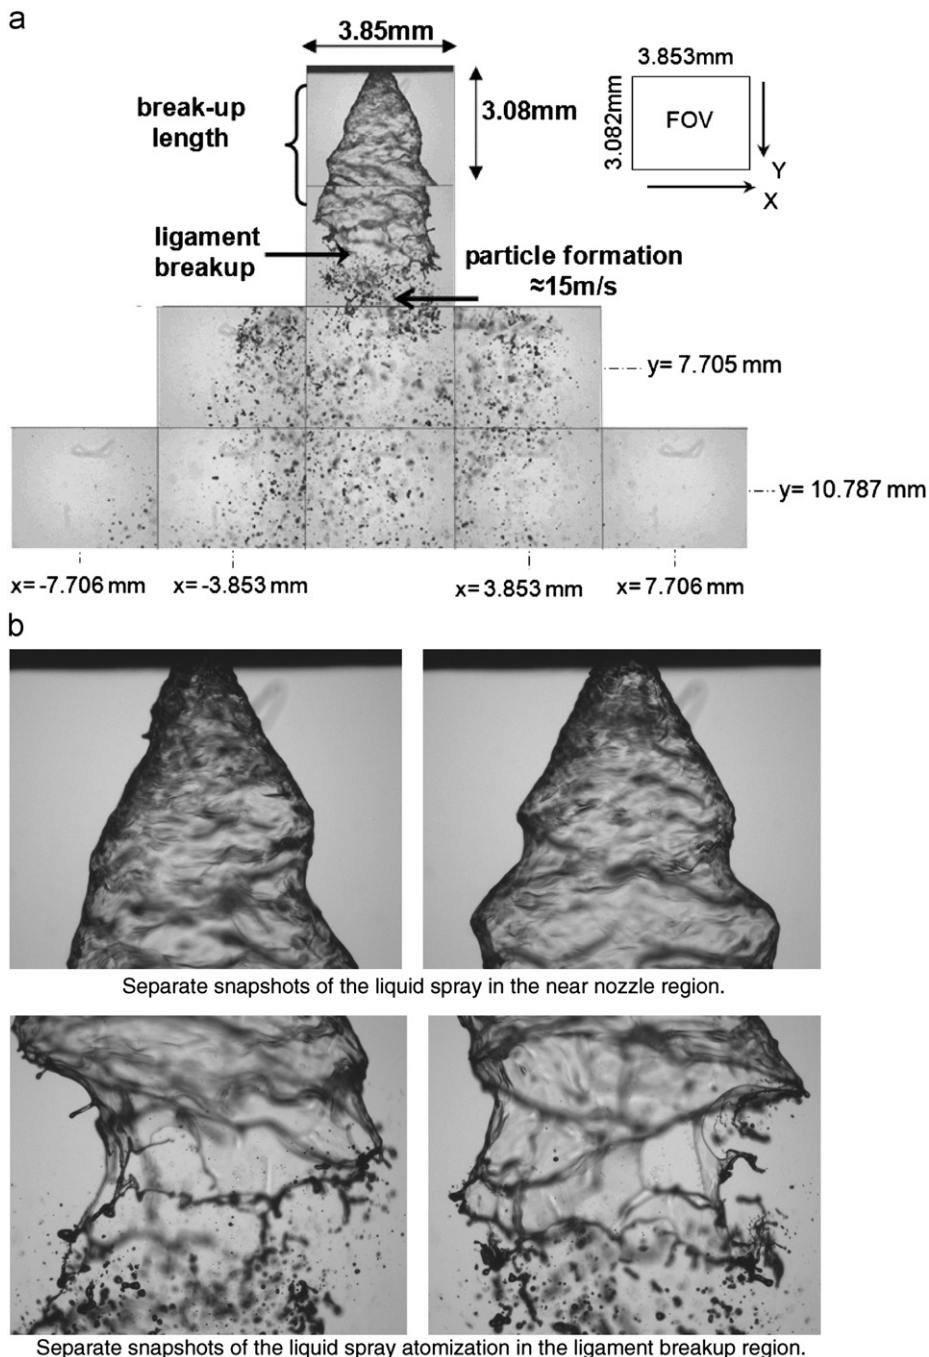 a
3.85mm
3.853mm
break-up
length
3.08mm
3.082mm
FOV
Y
X
ligament
breakup
particle formation
≈15m/s
y= 7.705 mm
y= 10.787 mm
x= -7.706 mm
x= -3.853 mm
x= 3.853 mm
x= 7.706 mm
b
Separate snapshots of the liquid spray in the near nozzle region.
Separate snapshots of the liquid spray atomization in the ligament breakup region.